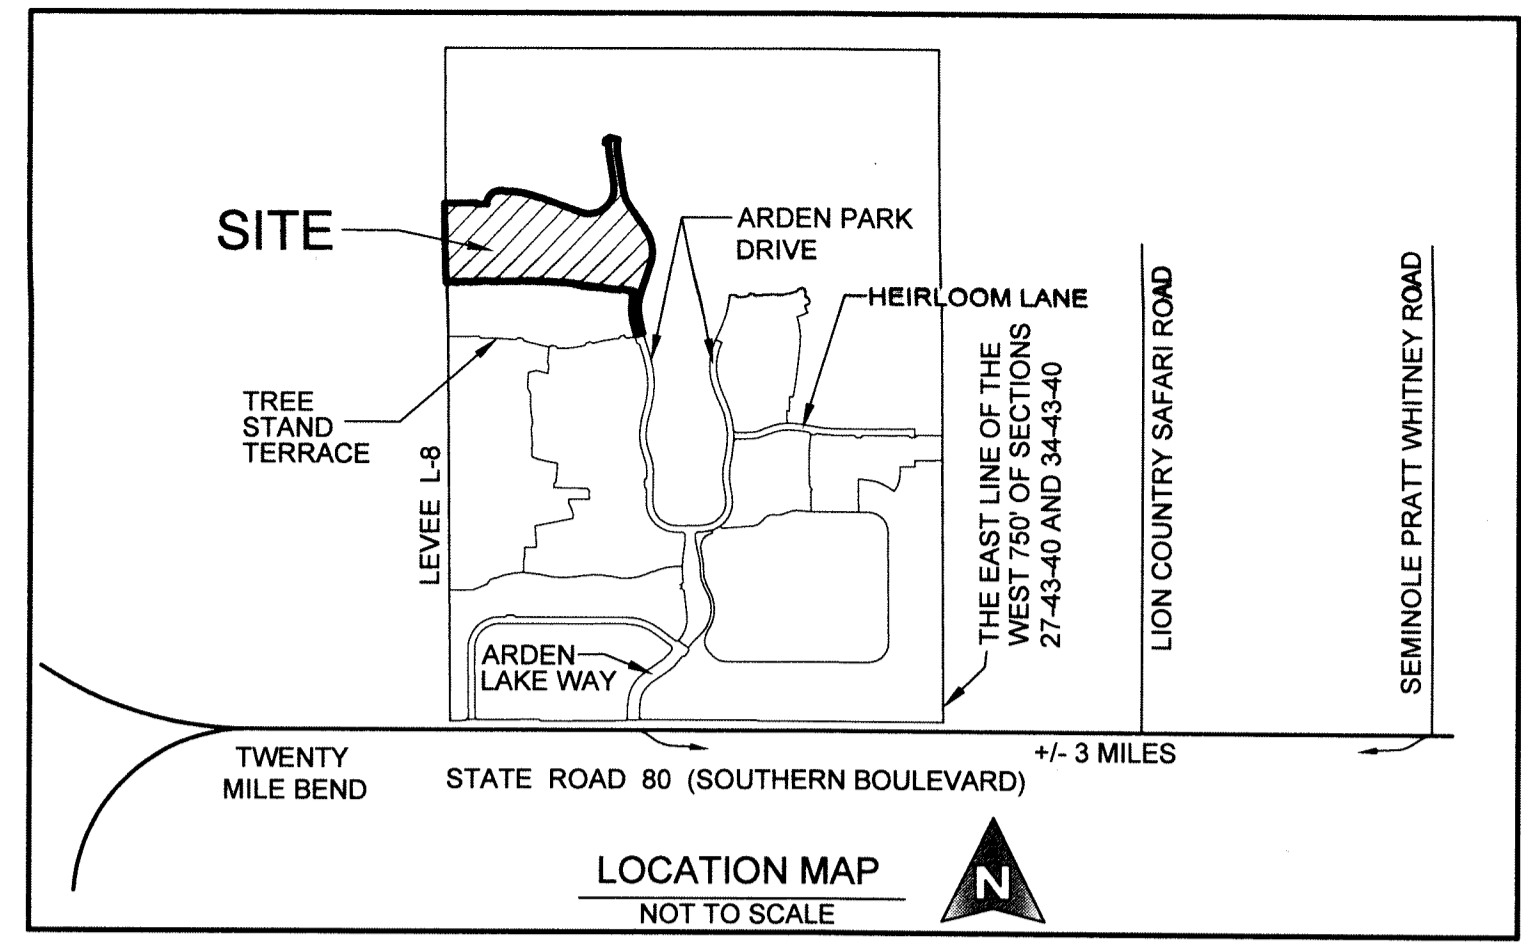 SITE
ARDEN PARK
DRIVE
HEIRLOOM LANE
TREE
STAND
TERRACE
LEVEE L-8
THE EAST LINE OF THE
WEST 750' OF SECTIONS
27-43-40 AND 34-43-40
LION COUNTRY SAFARI ROAD
SEMINOLE PRATT WHITNEY ROAD
ARDEN
LAKE WAY
TWENTY
MILE BEND
STATE ROAD 80 (SOUTHERN BOULEVARD)
+/- 3 MILES
LOCATION MAP
NOT TO SCALE
N